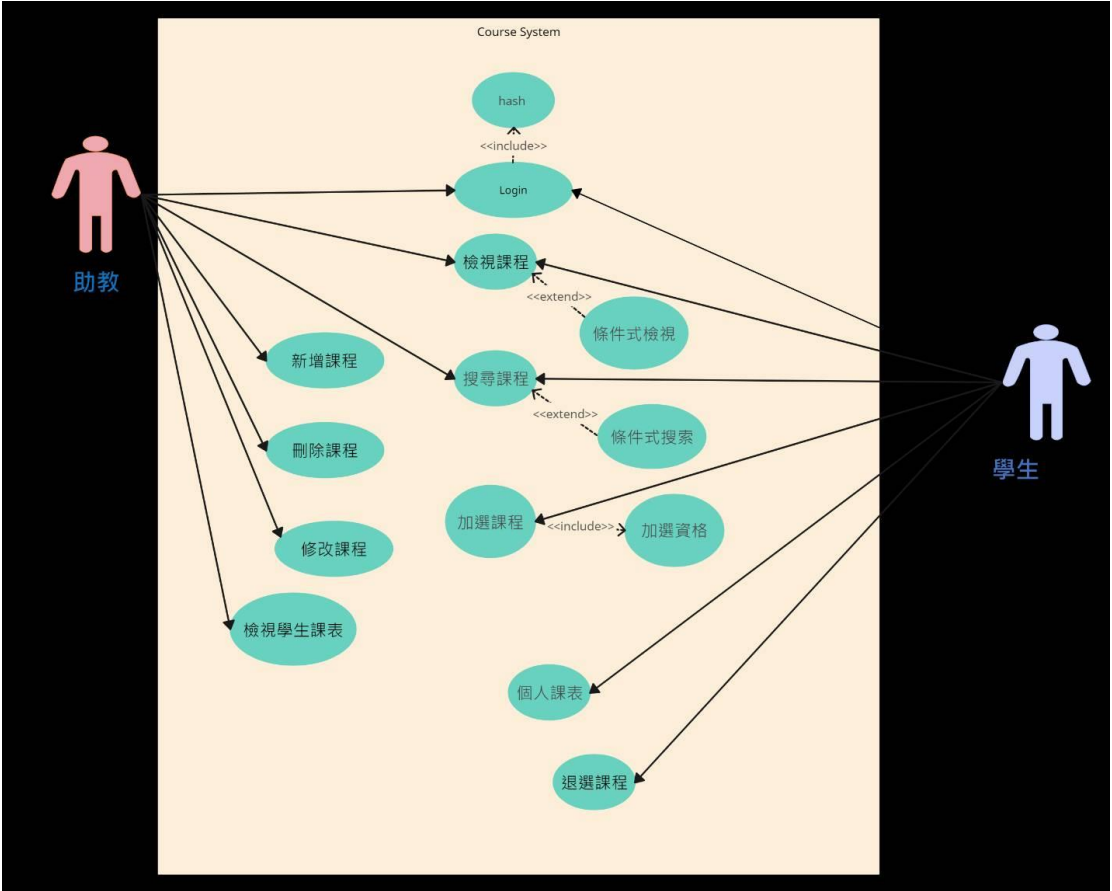 Course System
hash
<<include>>
Login
助教
檢視課程
<<extend>>
條件式檢視
新增課程
搜尋課程
<<extend>>
條件式搜索
刪除課程
學生
加選課程
<<include>>
加選資格
修改課程
檢視學生課表
個人課表
退選課程